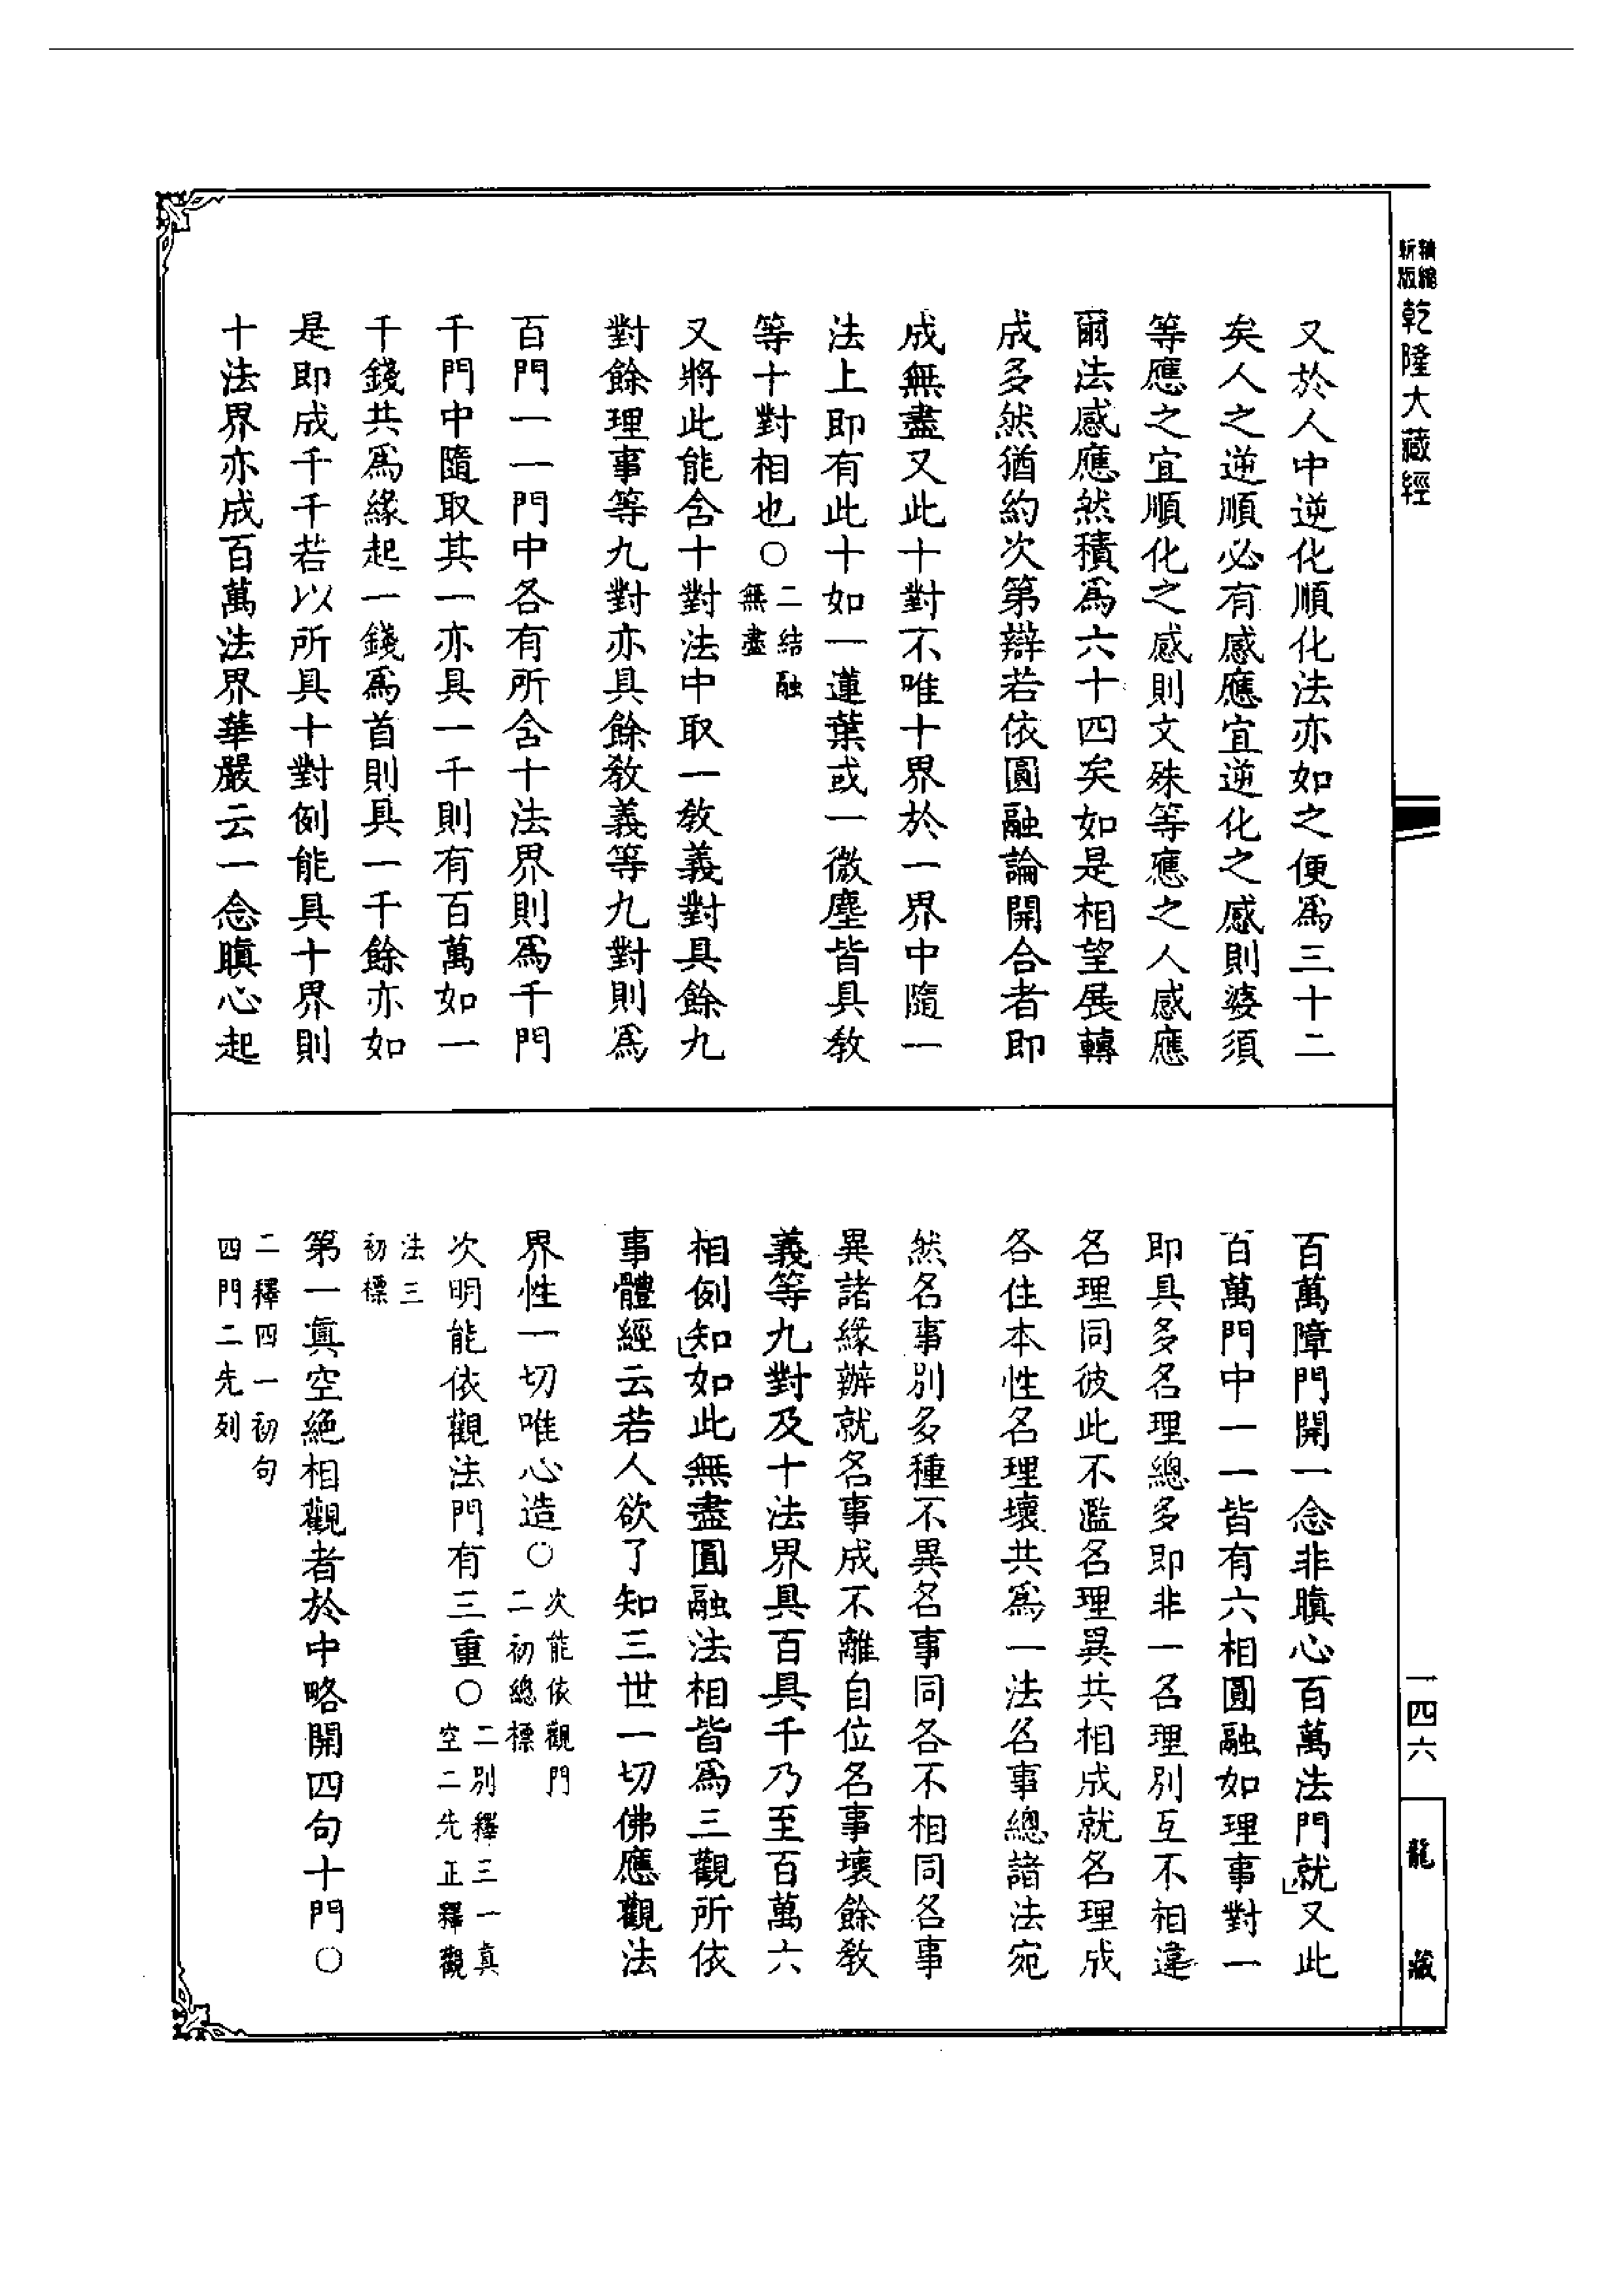 精縮
新版
乾隆大藏經
又於人中逆化順化法亦如之便爲三十二
矣人之逆順必有感應宜逆化之感則婆須
等應之宜順化之感則文殊等應之人感應
爾法感應然積爲六十四矣如是相望展轉
成多然猶約次第辯若依圓融論開合者即
成無盡又此十對不唯十界於一界中隨一
法上即有此十如一蓮葉或一微塵皆具教
等十對相也○二結融
無盡
又將此能含十對法中取一教義對具餘九
對餘理事等九對亦具餘教義等九對則爲
百門一一門中各有所含十法界則爲千門
千門中隨取其一亦具一千則有百萬如一
千錢共爲緣起一錢爲首則具一千餘亦如
是即成千千若以所具十對例能具十界則
十法界亦成百萬法界華嚴云一念瞋心起
百萬障門開一念非瞋心百萬法門就」又此
百萬門中一一皆有六相圓融如理事對一
即具多名理總多即非一名理別互不相違
名理同彼此不濫名理異共相成就名理成
各住本性名理壞共爲一法名事總諸法宛
然名事別多種不異名事同各不相同名事
異諸緣辦就名事成不離自位名事壞餘教
義等九對及十法界具百具千乃至百萬六
相例知」如此無盡圓融法相皆爲三觀所依
事體經云若人欲了知三世一切佛應觀法
界性一切唯心造○次能依觀門
二初總標
次明能依觀法門有三重○二別釋三一真
空二先正釋觀
法三
初標
第一眞空絶相觀者於中略開四句十門○
二釋四一初句
四門二先列
一四六
龍藏